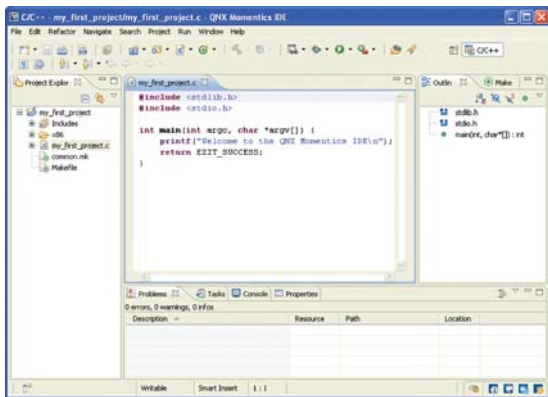 C/C++ - my_first_project/my_first_project.c - QNX Momentics IDE
File Edit Refactor Navigate Search Project Run Window Help
C/C++
Project Explor
my_first_project
Includes
x86
my_first_project.c
common.mk
Makefile
my_first_project.c
#include <stdlib.h>
#include <stdio.h>
int main(int argc, char *argv[]) {
printf("Welcome to the QNX Momentics IDE\n");
return EXIT_SUCCESS;
}
Outlin Make
stdlib.h
stdio.h
main(int, char*[]) : int
Problems Tasks Console Properties
0 errors, 0 warnings, 0 infos
Description Resource Path Location
Writable Smart Insert 1 : 1